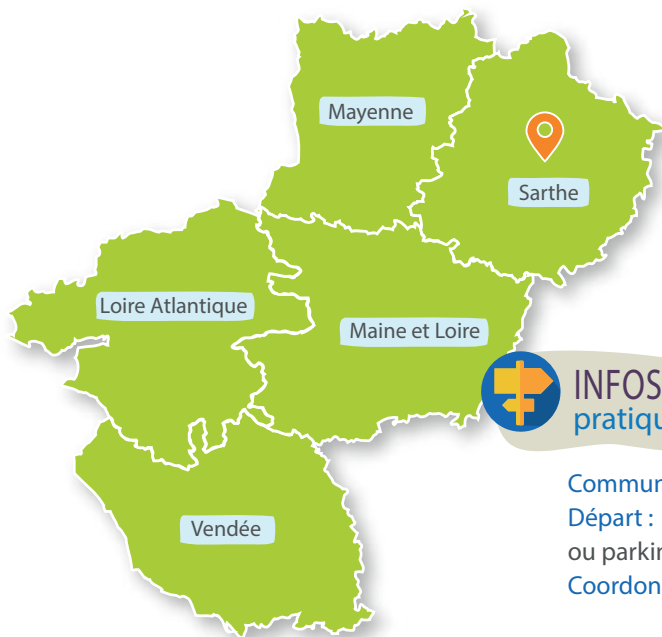 Mayenne
Sarthe
Loire Atlantique
Maine et Loire
INFOS
pratiqu
Commun
Départ :
ou parkin
Coordon
Vendée